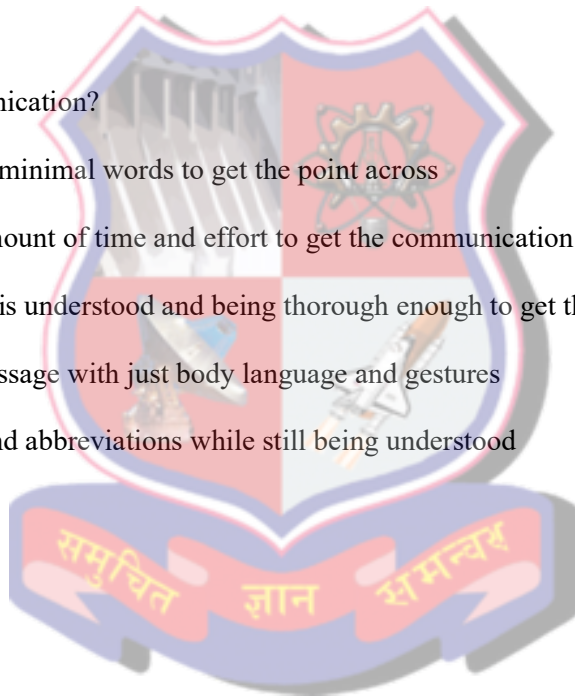 nication?
minimal words to get the point across
nount of time and effort to get the communication
is understood and being thorough enough to get th
ssage with just body language and gestures
nd abbreviations while still being understood
समुचित ज्ञान समन्वय